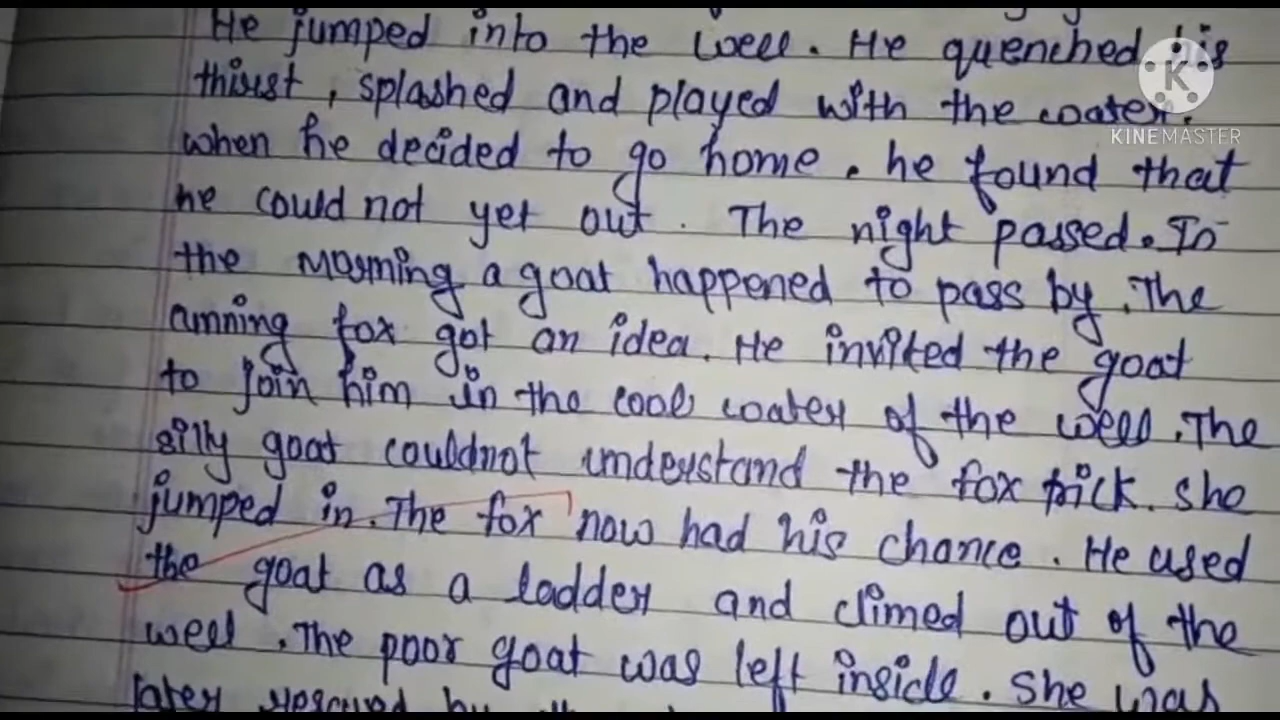 He jumped into the well. He quenched his
thirst, splashed and played with the water.
KINEMASTER
when he decided to go home. he found that
he could not yet out. The night passed. In
the morning a goat happened to pass by. The
cunning fox got an idea. He invited the goat
to join him in the cool water of the well. The
silly goat couldnot understand the fox trick. she
jumped in. The fox now had his chance. He used
the goat as a ladder and climed out of the
well. The poor goat was left inside. She was
later rescued by